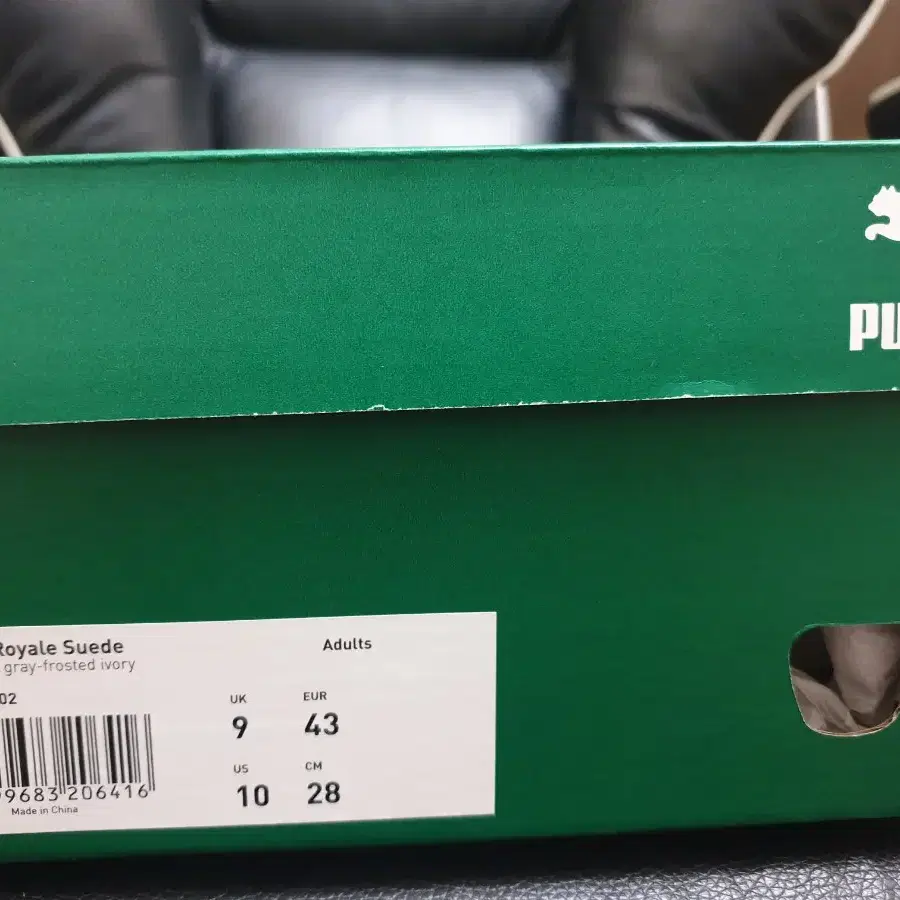 PU
Royale Suede
gray-frosted ivory
Adults
02
UK
9
EUR
43
US
10
CM
28
99683 206416
Made in China